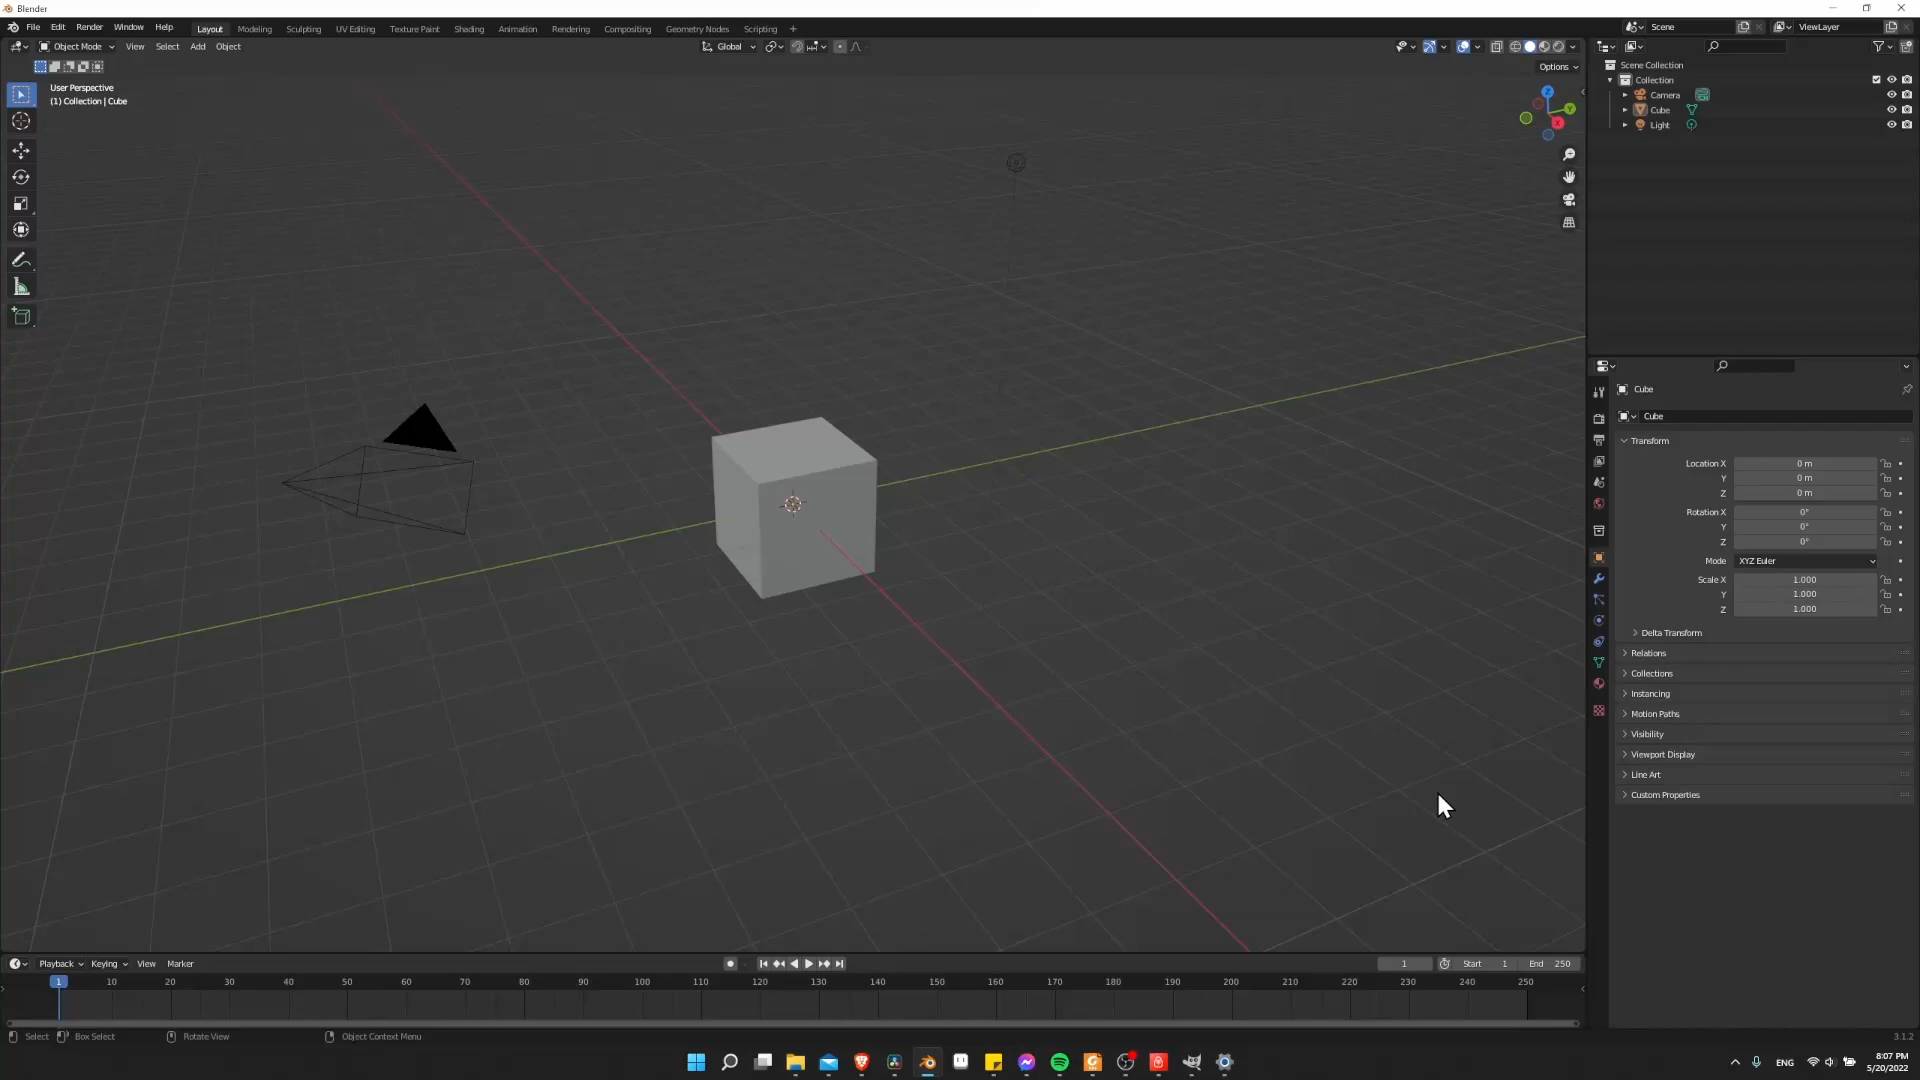 Blender
File Edit Render Window Help Layout Modeling Sculpting UV Editing Texture Paint Shading Animation Rendering Compositing Geometry Nodes Scripting + Scene ViewLayer
Object Mode View Select Add Object Global
Options
User Perspective
(1) Collection | Cube
Z
Y
X
Scene Collection
Collection
Camera
Cube
Light
Cube
Cube
Transform
Location X 0 m
Y 0 m
Z 0 m
Rotation X 0°
Y 0°
Z 0°
Mode XYZ Euler
Scale X 1.000
Y 1.000
Z 1.000
Delta Transform
Relations
Collections
Instancing
Motion Paths
Visibility
Viewport Display
Line Art
Custom Properties
Playback Keying View Marker 1 Start 1 End 250
1 10 20 30 40 50 60 70 80 90 100 110 120 130 140 150 160 170 180 190 200 210 220 230 240 250
Select Box Select Rotate View Object Context Menu 3.1.2
ENG 8:07 PM
5/20/2022